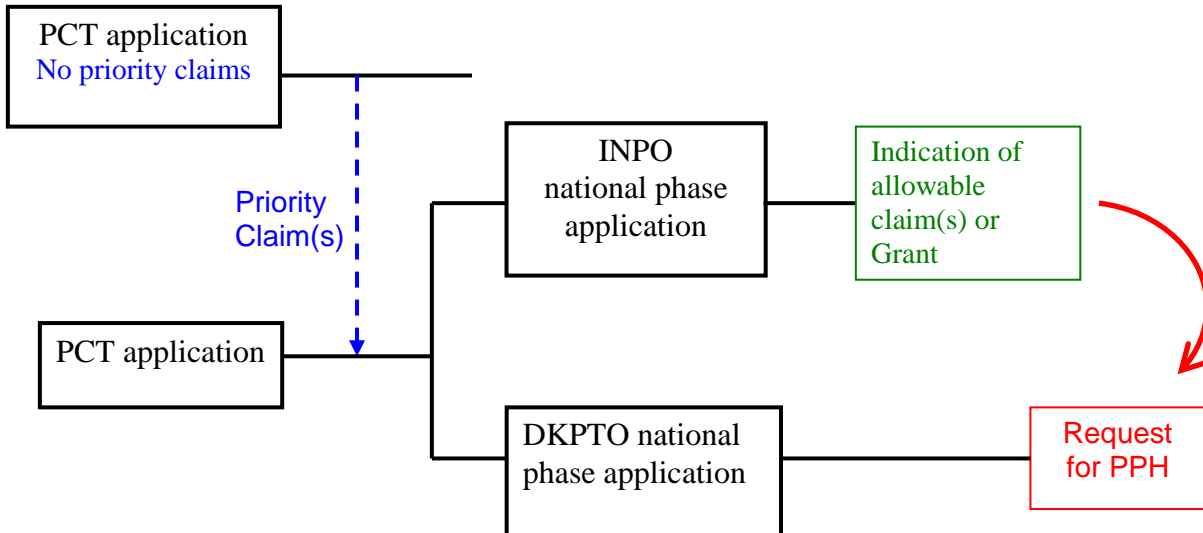 PCT application
No priority claims
INPO
national phase
application
Indication of
allowable
claim(s) or
Grant
Priority
Claim(s)
PCT application
DKPTO national
phase application
Request
for PPH